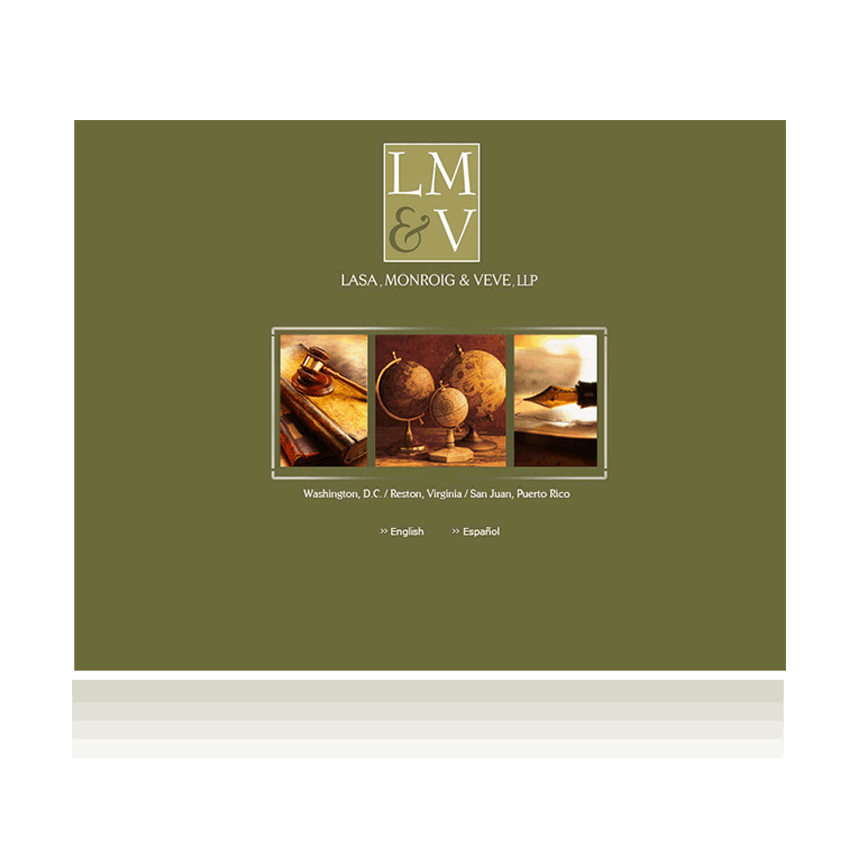 LM
& V
LASA, MONROIG & VEVE, LLP
Washington, D.C. / Reston, Virginia / San Juan, Puerto Rico
>> English >> Español